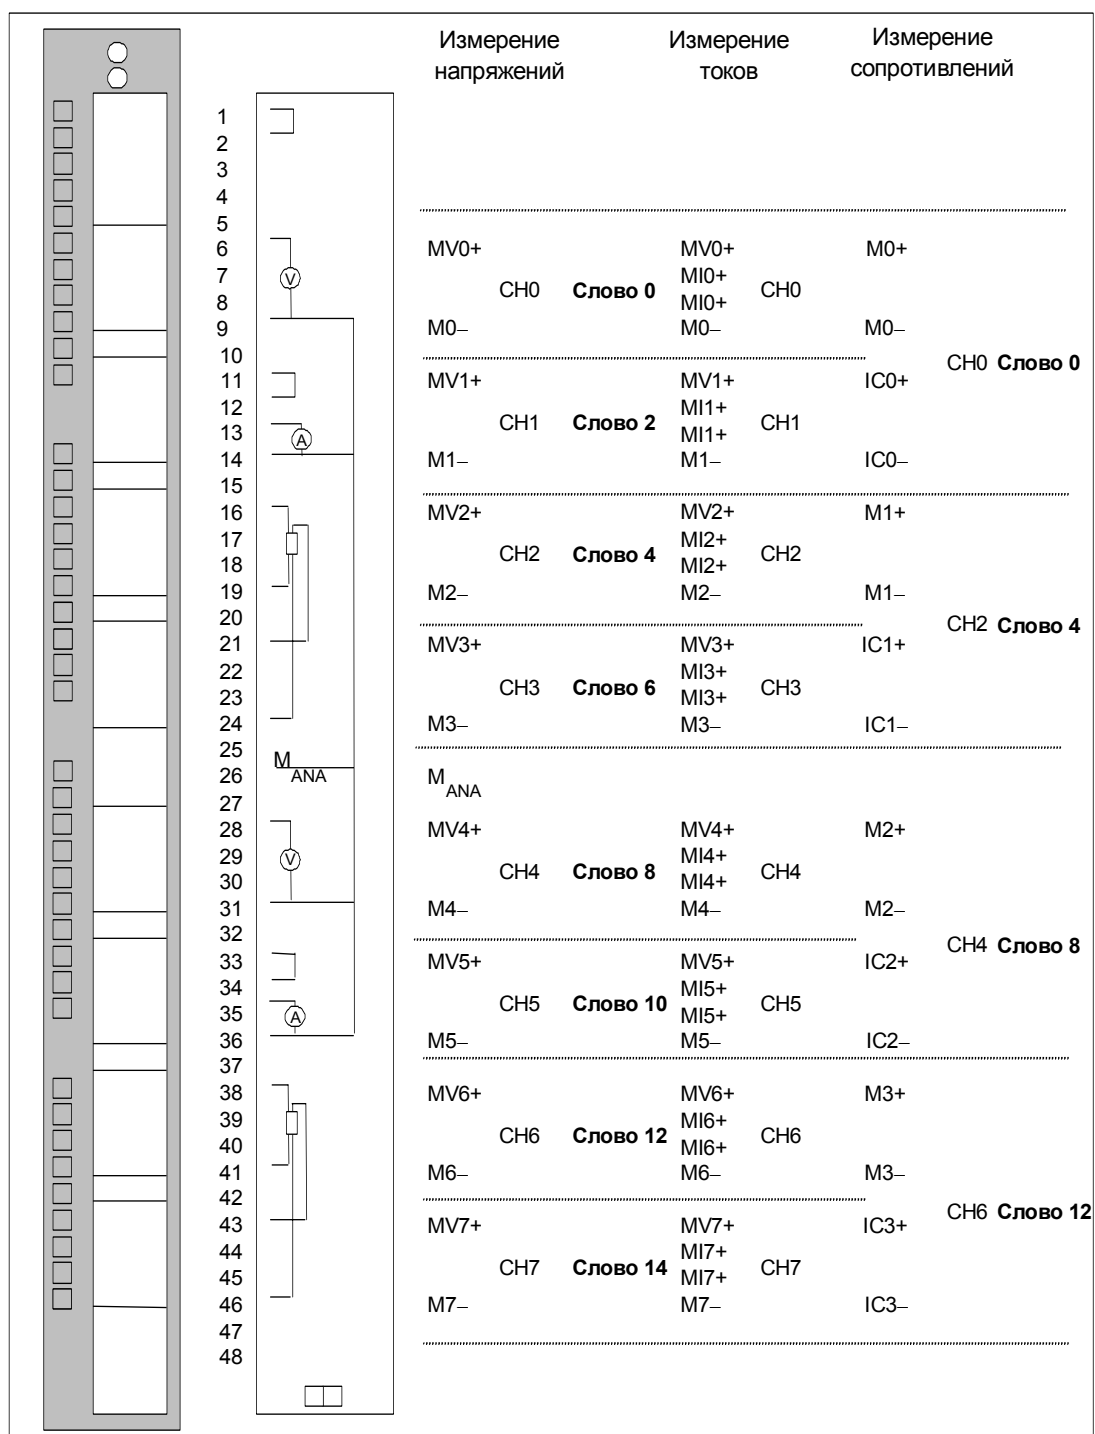 Измерение Измерение Измерение
напряжений токов сопротивлений
1
2
3
4
5
6 MV0+ MV0+ M0+
7 V MI0+
CH0 Слово 0 CH0
8 MI0+
9 M0– M0– M0–
10 CH0 Слово 0
11 MV1+ MV1+ IC0+
12 MI1+
CH1 Слово 2 CH1
13 A MI1+
14 M1– M1– IC0–
15
16 MV2+ MV2+ M1+
17 MI2+
CH2 Слово 4 CH2
18 MI2+
19 M2– M2– M1–
20 CH2 Слово 4
21 MV3+ MV3+ IC1+
22 MI3+
CH3 Слово 6 CH3
23 MI3+
24 M3– M3– IC1–
25
26 MANA MANA
27
28 MV4+ MV4+ M2+
29 V MI4+
CH4 Слово 8 CH4
30 MI4+
31 M4– M4– M2–
32 CH4 Слово 8
33 MV5+ MV5+ IC2+
34 MI5+
CH5 Слово 10 CH5
35 A MI5+
36 M5– M5– IC2–
37
38 MV6+ MV6+ M3+
39 MI6+
CH6 Слово 12 CH6
40 MI6+
41 M6– M6– M3–
42 CH6 Слово 12
43 MV7+ MV7+ IC3+
44 MI7+
CH7 Слово 14 CH7
45 MI7+
46 M7– M7– IC3–
47
48